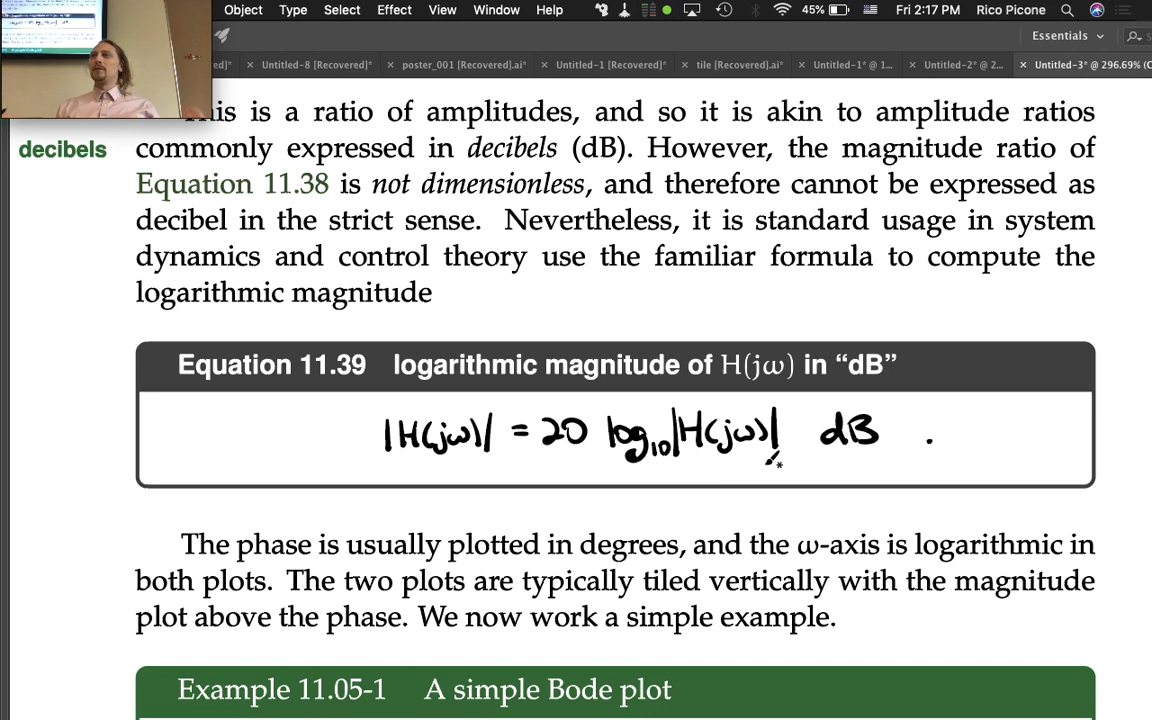 Object Type Select Effect View Window Help 45% Fri 2:17 PM Rico Picone
Essentials
ed]* Untitled-8 [Recovered]* poster_001 [Recovered].ai* Untitled-1 [Recovered]* tile [Recovered].ai* Untitled-1* @ 1... Untitled-2* @ 2... Untitled-3* @ 296.69% (C
This is a ratio of amplitudes, and so it is akin to amplitude ratios
decibels commonly expressed in decibels (dB). However, the magnitude ratio of
Equation 11.38 is not dimensionless, and therefore cannot be expressed as
decibel in the strict sense. Nevertheless, it is standard usage in system
dynamics and control theory use the familiar formula to compute the
logarithmic magnitude
Equation 11.39 logarithmic magnitude of H(jω) in “dB”
|H(jω)| = 20 log₁₀|H(jω)| dB .
The phase is usually plotted in degrees, and the ω-axis is logarithmic in
both plots. The two plots are typically tiled vertically with the magnitude
plot above the phase. We now work a simple example.
Example 11.05-1 A simple Bode plot